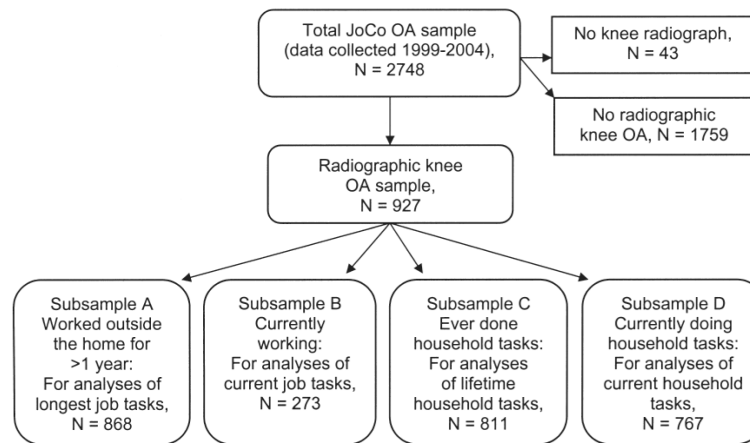 Total JoCo OA sample
(data collected 1999-2004),
N = 2748
No knee radiograph,
N = 43
No radiographic
knee OA, N = 1759
Radiographic knee
OA sample,
N = 927
Subsample A
Worked outside
the home for
>1 year:
For analyses of
longest job tasks,
N = 868
Subsample B
Currently
working:
For analyses of
current job tasks,
N = 273
Subsample C
Ever done
household tasks:
For analyses
of lifetime
household tasks,
N = 811
Subsample D
Currently doing
household tasks:
For analyses of
current household
tasks,
N = 767